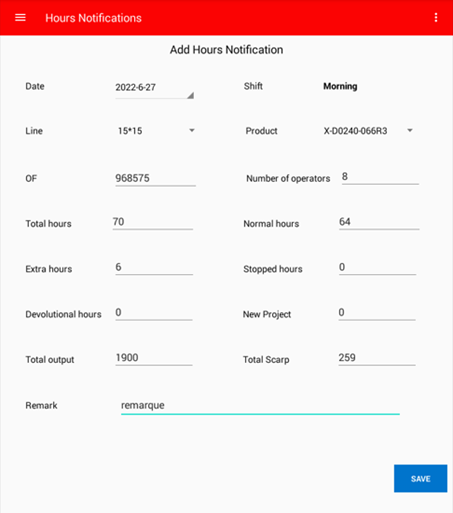 Hours Notifications
Add Hours Notification
Date 2022-6-27 Shift Morning
Line 15*15 Product X-D0240-066R3
OF 968575 Number of operators 8
Total hours 70 Normal hours 64
Extra hours 6 Stopped hours 0
Devolutional hours 0 New Project 0
Total output 1900 Total Scarp 259
Remark remarque
SAVE